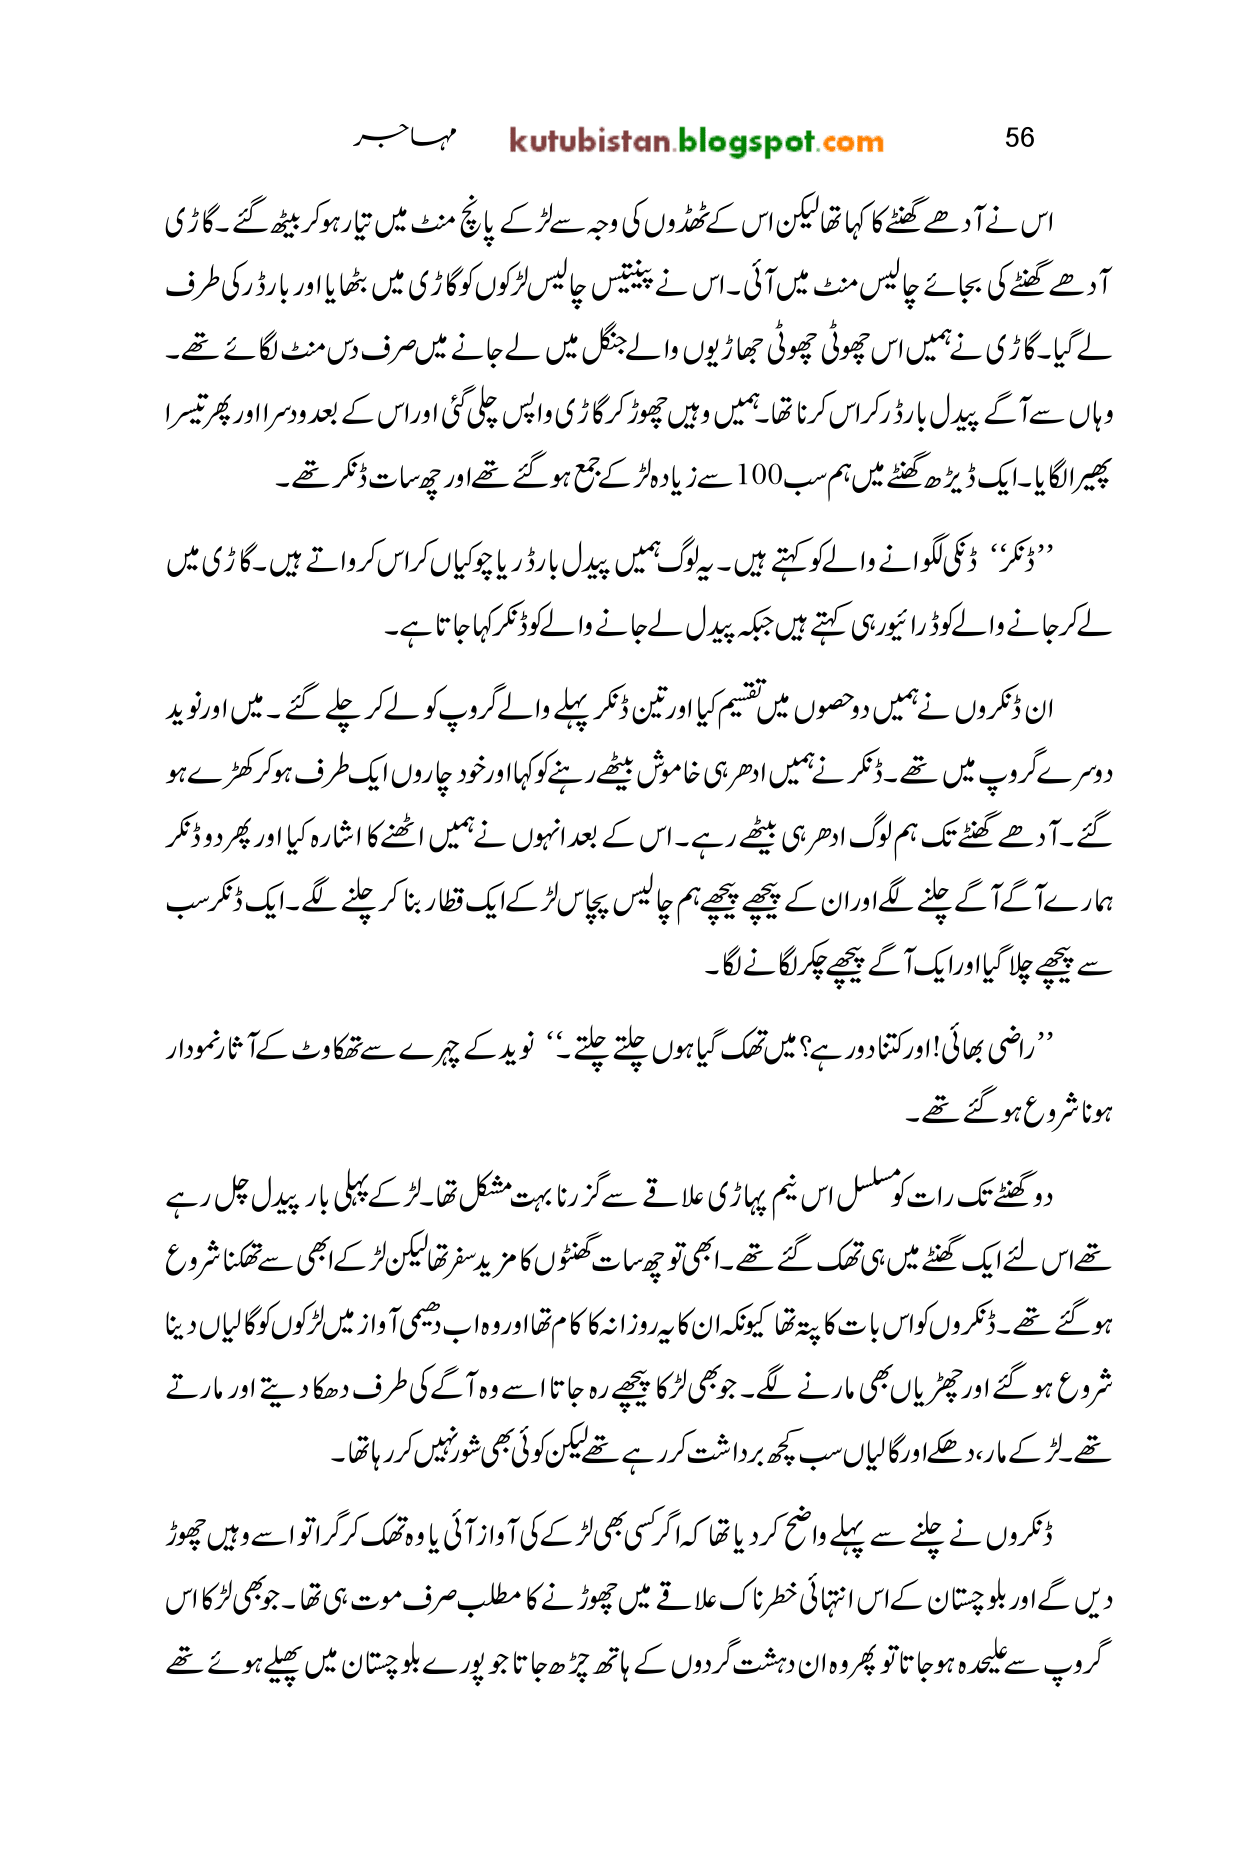 56 kutubistan.blogspot.com مہاجر
اس نے آدھے گھنٹے کا کہا تھا لیکن اس کے ٹھڈوں کی وجہ سے لڑکے پانچ منٹ میں تیار ہو کر بیٹھ گئے۔ گاڑی
آدھے گھنٹے کی بجائے چالیس منٹ میں آئی۔ اس نے پینتیس چالیس لڑکوں کو گاڑی میں بٹھایا اور بارڈر کی طرف
لے گیا۔ گاڑی نے ہمیں اس چھوٹی چھوٹی جھاڑیوں والے جنگل میں لے جانے میں صرف دس منٹ لگائے تھے۔
وہاں سے آگے پیدل بارڈر کراس کرنا تھا۔ ہمیں وہیں چھوڑ کر گاڑی واپس چلی گئی اور اس کے بعد دوسرا اور پھر تیسرا
پھیرا لگایا۔ ایک ڈیڑھ گھنٹے میں ہم سب 100 سے زیادہ لڑکے جمع ہو گئے تھے اور چھ سات ڈنکر تھے۔
’’ڈنکر‘‘ ڈنکی لگوانے والے کو کہتے ہیں۔ یہ لوگ ہمیں پیدل بارڈر یا چوکیاں کراس کرواتے ہیں۔ گاڑی میں
لے کر جانے والے کو ڈرائیور ہی کہتے ہیں جبکہ پیدل لے جانے والے کو ڈنکر کہا جاتا ہے۔
ان ڈنکروں نے ہمیں دو حصوں میں تقسیم کیا اور تین ڈنکر پہلے والے گروپ کو لے کر چلے گئے۔ میں اور نوید
دوسرے گروپ میں تھے۔ ڈنکر نے ہمیں ادھر ہی خاموش بیٹھے رہنے کو کہا اور خود چاروں ایک طرف ہو کر کھڑے ہو
گئے۔ آدھے گھنٹے تک ہم لوگ ادھر ہی بیٹھے رہے۔ اس کے بعد انہوں نے ہمیں اٹھنے کا اشارہ کیا اور پھر دو ڈنکر
ہمارے آگے آگے چلنے لگے اور ان کے پیچھے پیچھے ہم چالیس پچاس لڑکے ایک قطار بنا کر چلنے لگے۔ ایک ڈنکر سب
سے پیچھے چلا گیا اور ایک آگے پیچھے چکر لگانے لگا۔
’’راضی بھائی! اور کتنا دور ہے؟ میں تھک گیا ہوں چلتے چلتے۔‘‘ نوید کے چہرے سے تھکاوٹ کے آثار نمودار
ہونا شروع ہو گئے تھے۔
دو گھنٹے تک رات کو مسلسل اس نیم پہاڑی علاقے سے گزرنا بہت مشکل تھا۔ لڑکے پہلی بار پیدل چل رہے
تھے اس لئے ایک گھنٹے میں ہی تھک گئے تھے۔ ابھی تو چھ سات گھنٹوں کا مزید سفر تھا لیکن لڑکے ابھی سے تھکنا شروع
ہو گئے تھے۔ ڈنکروں کو اس بات کا پتہ تھا کیونکہ ان کا یہ روزانہ کا کام تھا اور وہ اب دھیمی آواز میں لڑکوں کو گالیاں دینا
شروع ہو گئے اور چھڑیاں بھی مارنے لگے۔ جو بھی لڑکا پیچھے رہ جاتا اسے وہ آگے کی طرف دھکا دیتے اور مارتے
تھے۔ لڑکے مار، دھکے اور گالیاں سب کچھ برداشت کر رہے تھے لیکن کوئی بھی شور نہیں کر رہا تھا۔
ڈنکروں نے چلنے سے پہلے واضح کر دیا تھا کہ اگر کسی بھی لڑکے کی آواز آئی یا وہ تھک کر گرا تو اسے وہیں چھوڑ
دیں گے اور بلوچستان کے اس انتہائی خطرناک علاقے میں چھوڑنے کا مطلب صرف موت ہی تھا۔ جو بھی لڑکا اس
گروپ سے علیحدہ ہو جاتا تو پھر وہ ان دہشت گردوں کے ہاتھ چڑھ جاتا جو پورے بلوچستان میں پھیلے ہوئے تھے